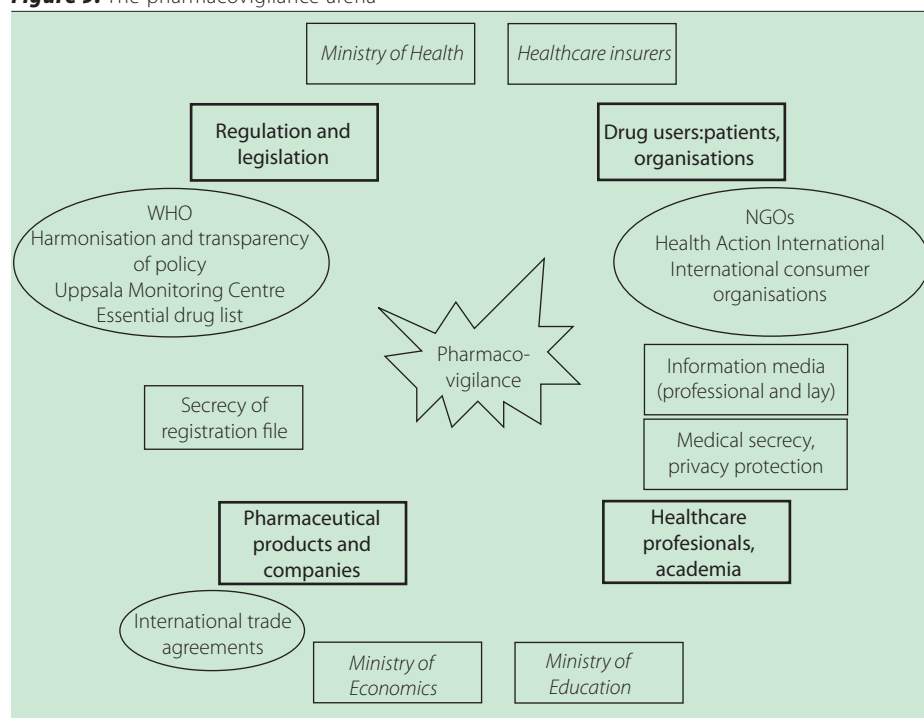 Figure 9. The pharmacovigilance arena
Ministry of Health
Healthcare insurers
Regulation and
legislation
Drug users:patients,
organisations
WHO
Harmonisation and transparency
of policy
Uppsala Monitoring Centre
Essential drug list
NGOs
Health Action International
International consumer
organisations
Pharmaco-
vigilance
Information media
(professional and lay)
Secrecy of
registration file
Medical secrecy,
privacy protection
Pharmaceutical
products and
companies
Healthcare
profesionals,
academia
International trade
agreements
Ministry of
Economics
Ministry of
Education